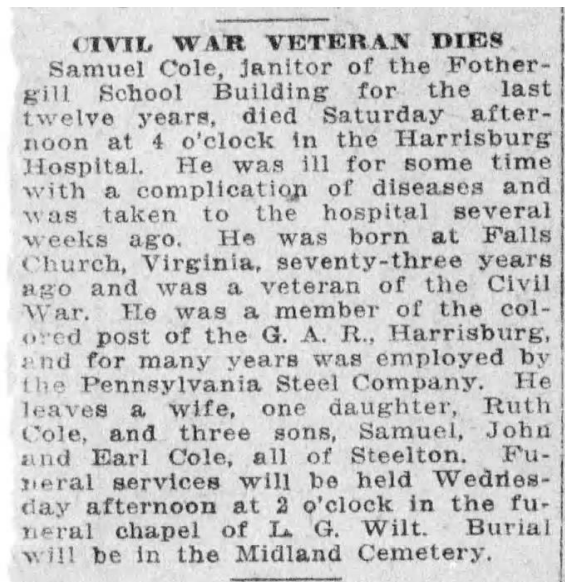 CIVIL WAR VETERAN DIES
Samuel Cole, janitor of the Fother-
gill School Building for the last
twelve years, died Saturday after-
noon at 4 o'clock in the Harrisburg
Hospital. He was ill for some time
with a complication of diseases and
was taken to the hospital several
weeks ago. He was born at Falls
Church, Virginia, seventy-three years
ago and was a veteran of the Civil
War. He was a member of the col-
ored post of the G. A. R., Harrisburg,
and for many years was employed by
the Pennsylvania Steel Company. He
leaves a wife, one daughter, Ruth
Cole, and three sons, Samuel, John
and Earl Cole, all of Steelton. Fu-
neral services will be held Wednes-
day afternoon at 2 o'clock in the fu-
neral chapel of L. G. Wilt. Burial
will be in the Midland Cemetery.